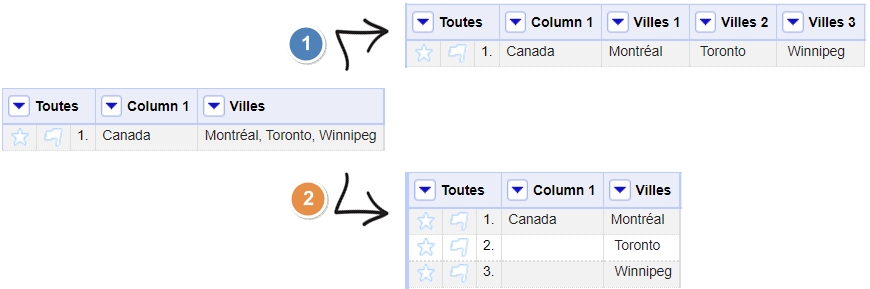 Toutes Column 1 Villes 1 Villes 2 Villes 3
1. Canada Montréal Toronto Winnipeg
1
Toutes Column 1 Villes
1. Canada Montréal, Toronto, Winnipeg
2
Toutes Column 1 Villes
1. Canada Montréal
2. Toronto
3. Winnipeg